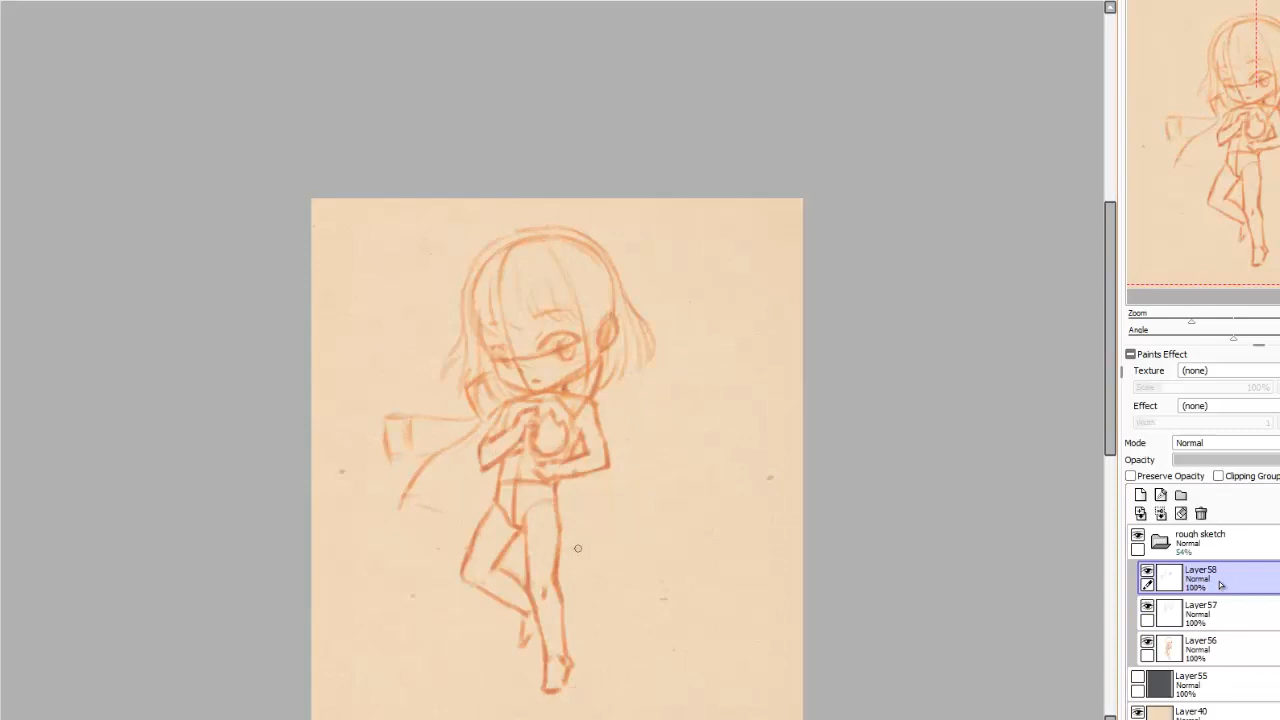 Zoom
Angle
Paints Effect
Texture (none)
Scale 100%
Effect (none)
Width 1
Mode Normal
Opacity
Preserve Opacity Clipping Group
rough sketch
Normal
54%
Layer58
Normal
100%
Layer57
Normal
100%
Layer56
Normal
100%
Layer55
Normal
100%
Layer40
Normal